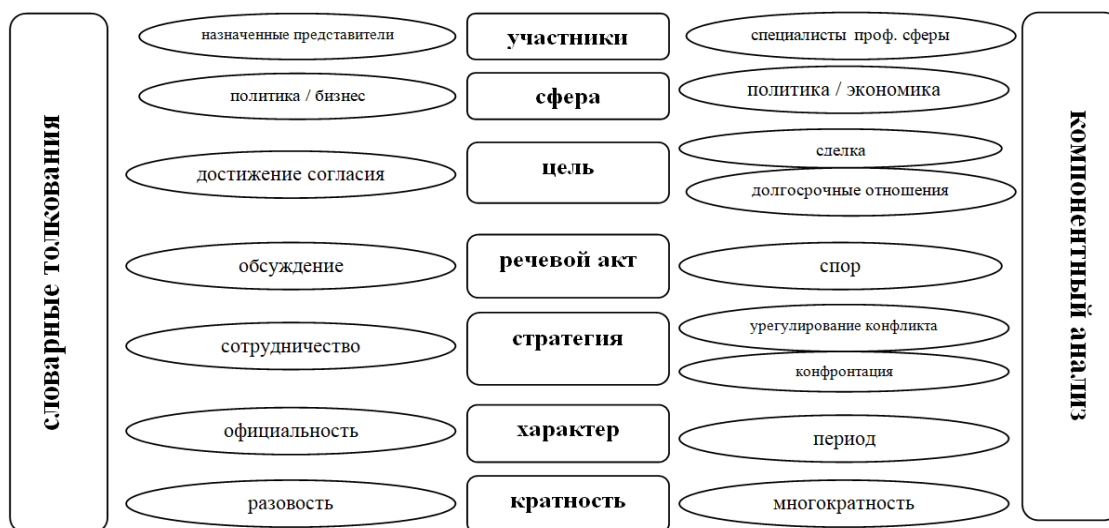 словарные толкования
назначенные представители
участники
специалисты проф. сферы
политика / бизнес
сфера
политика / экономика
достижение согласия
цель
сделка
долгосрочные отношения
обсуждение
речевой акт
спор
сотрудничество
стратегия
урегулирование конфликта
конфронтация
официальность
характер
период
разовость
кратность
многократность
компонентный анализ